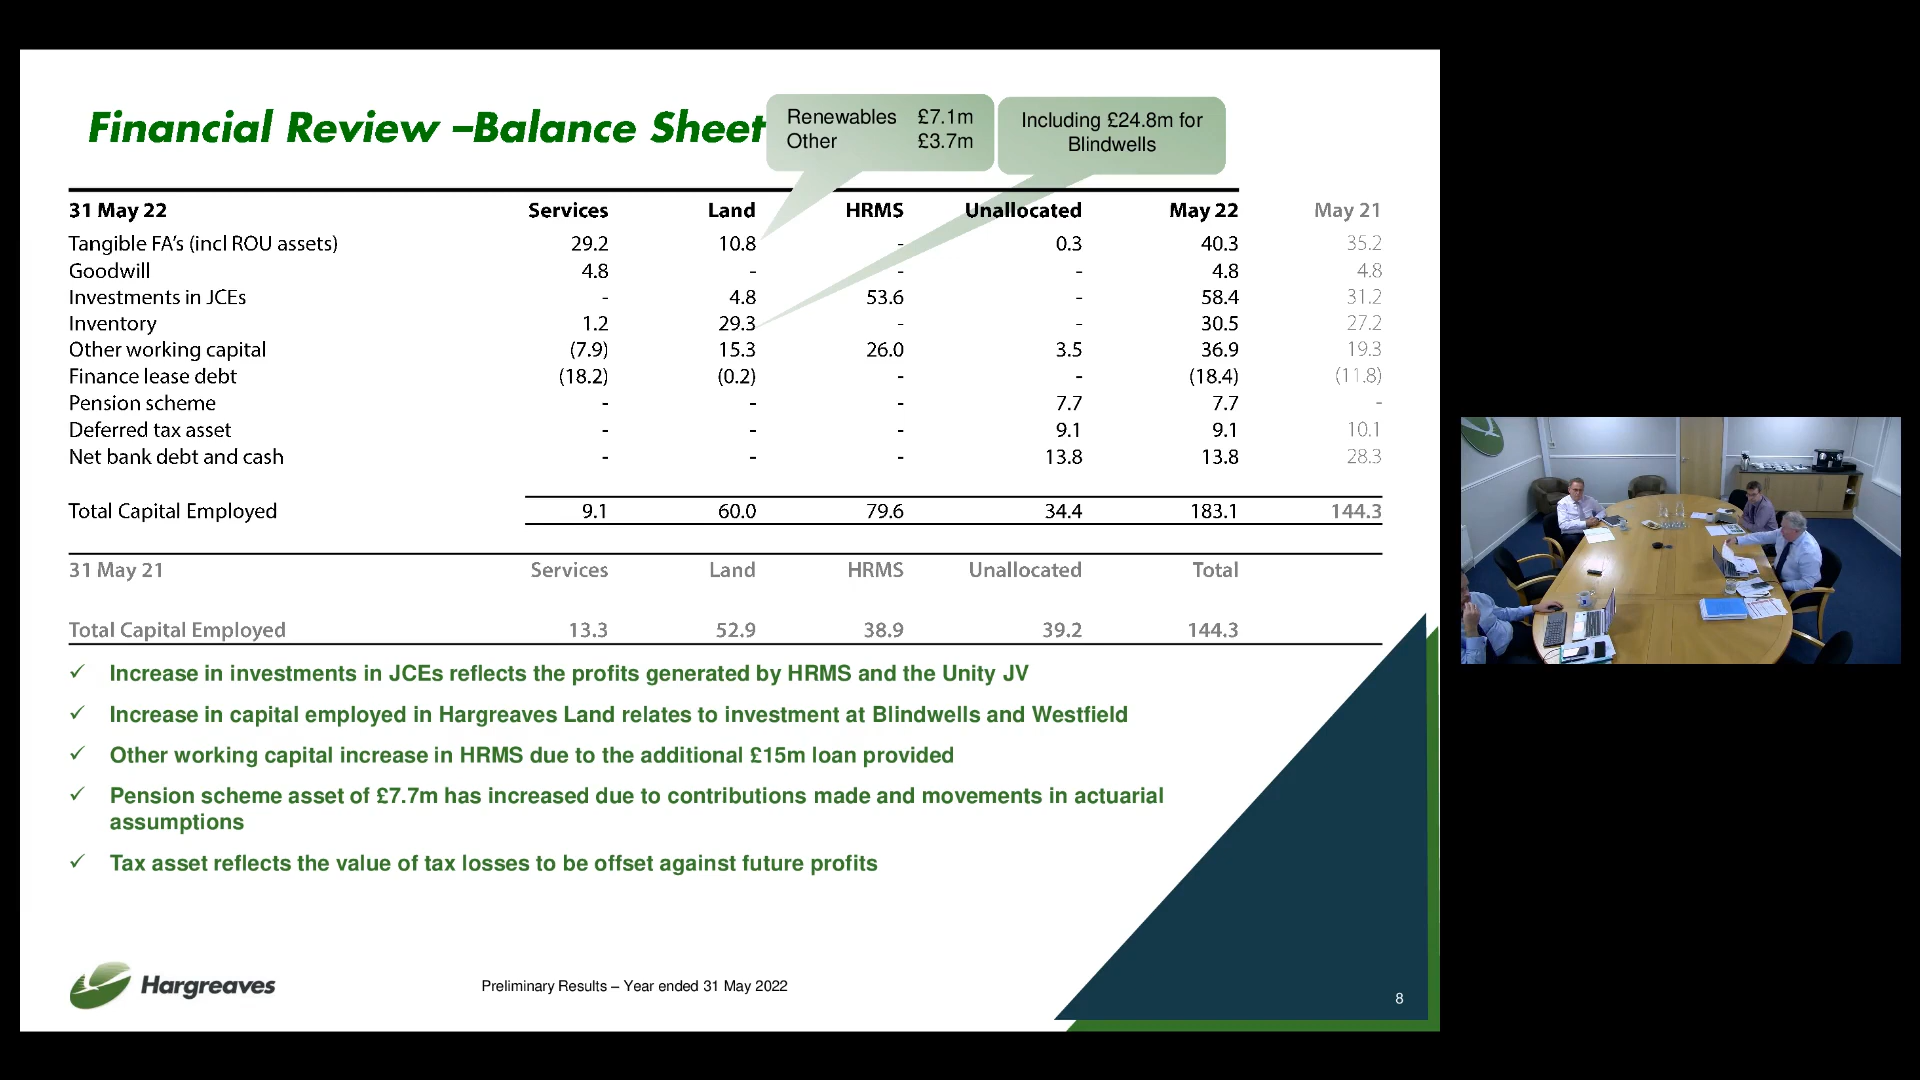 Financial Review –Balance Sheet
Renewables £7.1m
Other £3.7m
Including £24.8m for
Blindwells
31 May 22 Services Land HRMS Unallocated May 22 May 21
Tangible FA's (incl ROU assets) 29.2 10.8 - 0.3 40.3 35.2
Goodwill 4.8 - - - 4.8 4.8
Investments in JCEs - 4.8 53.6 - 58.4 31.2
Inventory 1.2 29.3 - - 30.5 27.2
Other working capital (7.9) 15.3 26.0 3.5 36.9 19.3
Finance lease debt (18.2) (0.2) - - (18.4) (11.8)
Pension scheme - - - 7.7 7.7 -
Deferred tax asset - - - 9.1 9.1 10.1
Net bank debt and cash - - - 13.8 13.8 28.3
Total Capital Employed 9.1 60.0 79.6 34.4 183.1 144.3
31 May 21 Services Land HRMS Unallocated Total
Total Capital Employed 13.3 52.9 38.9 39.2 144.3
✓ Increase in investments in JCEs reflects the profits generated by HRMS and the Unity JV
✓ Increase in capital employed in Hargreaves Land relates to investment at Blindwells and Westfield
✓ Other working capital increase in HRMS due to the additional £15m loan provided
✓ Pension scheme asset of £7.7m has increased due to contributions made and movements in actuarial
assumptions
✓ Tax asset reflects the value of tax losses to be offset against future profits
Hargreaves
Preliminary Results – Year ended 31 May 2022
8